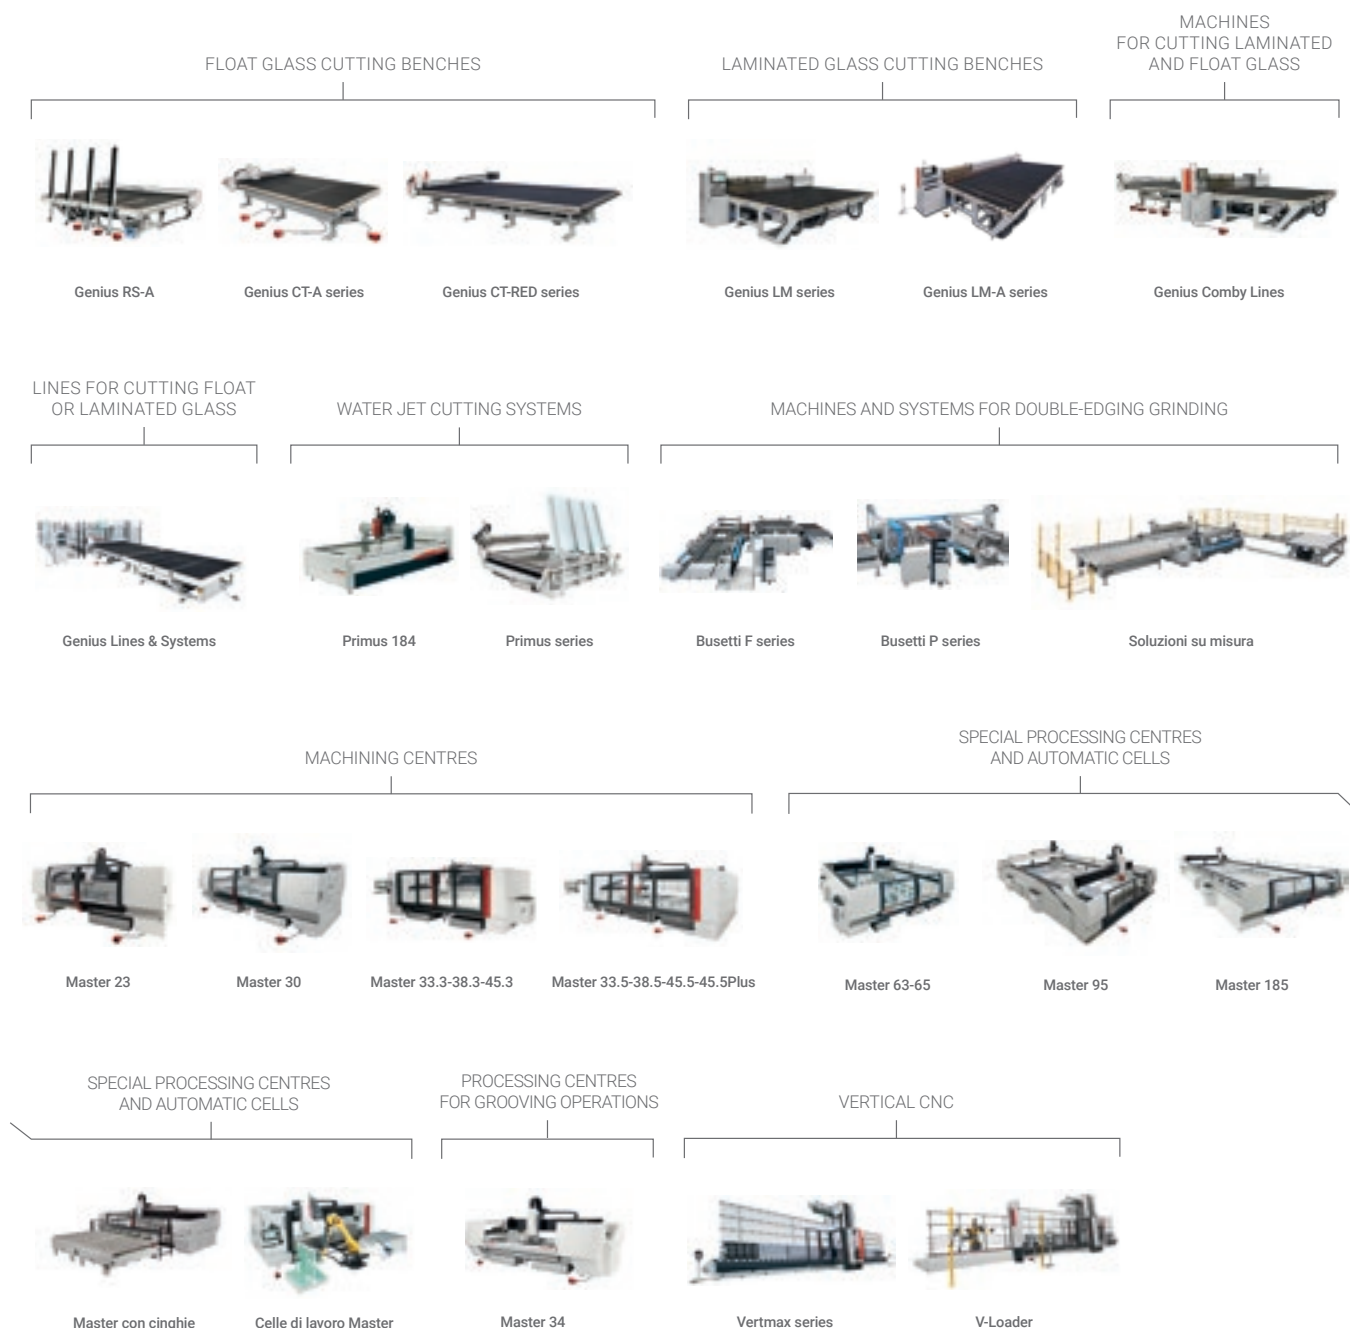 FLOAT GLASS CUTTING BENCHES
LAMINATED GLASS CUTTING BENCHES
MACHINES
FOR CUTTING LAMINATED
AND FLOAT GLASS
Genius RS-A
Genius CT-A series
Genius CT-RED series
Genius LM series
Genius LM-A series
Genius Comby Lines
LINES FOR CUTTING FLOAT
OR LAMINATED GLASS
WATER JET CUTTING SYSTEMS
MACHINES AND SYSTEMS FOR DOUBLE-EDGING GRINDING
Genius Lines & Systems
Primus 184
Primus series
Busetti F series
Busetti P series
Soluzioni su misura
MACHINING CENTRES
SPECIAL PROCESSING CENTRES
AND AUTOMATIC CELLS
Master 23
Master 30
Master 33.3-38.3-45.3
Master 33.5-38.5-45.5-45.5Plus
Master 63-65
Master 95
Master 185
SPECIAL PROCESSING CENTRES
AND AUTOMATIC CELLS
PROCESSING CENTRES
FOR GROOVING OPERATIONS
VERTICAL CNC
Master con cinghie
Celle di lavoro Master
Master 34
Vertmax series
V-Loader